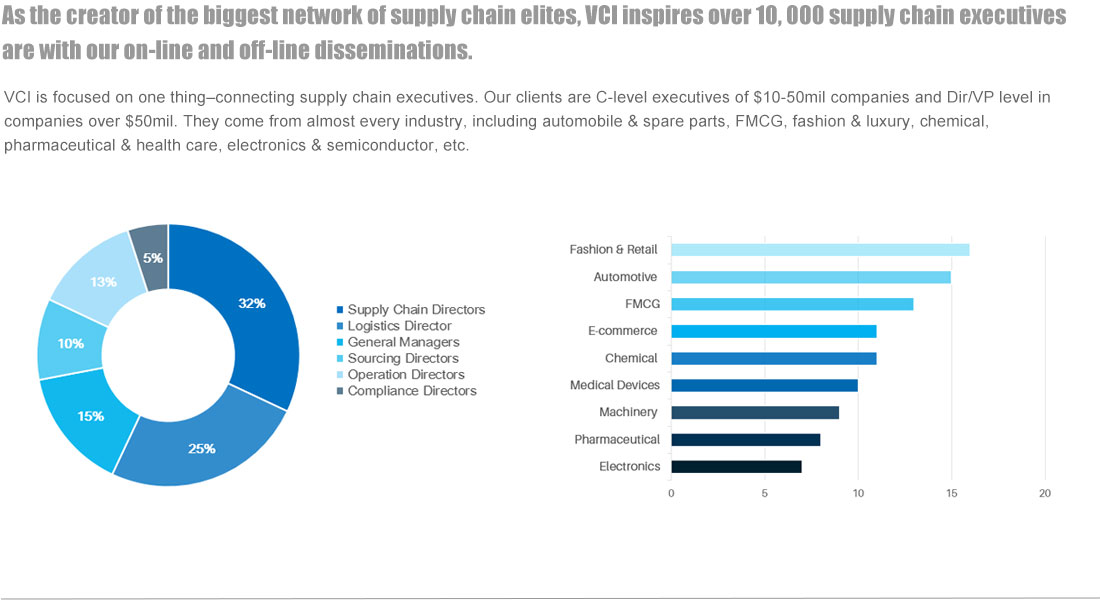 As the creator of the biggest network of supply chain elites, VCI inspires over 10, 000 supply chain executives
are with our on-line and off-line disseminations.
VCI is focused on one thing–connecting supply chain executives. Our clients are C-level executives of $10-50mil companies and Dir/VP level in
companies over $50mil. They come from almost every industry, including automobile & spare parts, FMCG, fashion & luxury, chemical,
pharmaceutical & health care, electronics & semiconductor, etc.
5%
13%
32%
10%
15%
25%
Supply Chain Directors
Logistics Director
General Managers
Sourcing Directors
Operation Directors
Compliance Directors
Fashion & Retail
Automotive
FMCG
E-commerce
Chemical
Medical Devices
Machinery
Pharmaceutical
Electronics
0 5 10 15 20